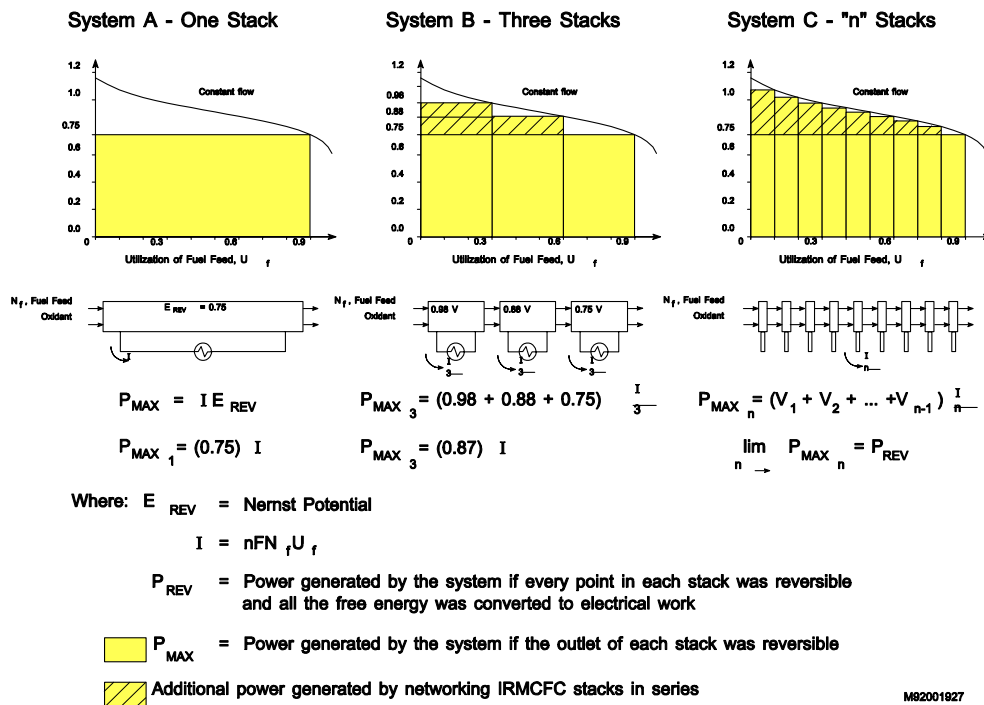 System A - One Stack
System B - Three Stacks
System C - "n" Stacks
1.2
1.0
0.75
0.6
0.4
0.2
0.0
0
0.3
0.6
0.9
Constant flow
Utilization of Fuel Feed, U f
1.2
0.98
0.88
0.75
0.6
0.4
0.2
0.0
0
0.3
0.6
0.9
Constant flow
Utilization of Fuel Feed, U f
1.2
1.0
0.75
0.6
0.4
0.2
0.0
0
0.3
0.6
0.9
Constant flow
Utilization of Fuel Feed, U f
N f , Fuel Feed
Oxidant
E REV = 0.75
I
N f , Fuel Feed
Oxidant
0.98 V
0.88 V
0.75 V
I 3
I 3
I 3
N f , Fuel Feed
Oxidant
I n
P MAX = I E REV
P MAX 3 = (0.98 + 0.88 + 0.75) I 3
P MAX n = (V 1 + V 2 + ... +V n-1 ) I n
P MAX 1 = (0.75) I
P MAX 3 = (0.87) I
lim n → P MAX n = P REV
Where: E REV = Nernst Potential
I = nFN f U f
P REV = Power generated by the system if every point in each stack was reversible
and all the free energy was converted to electrical work
P MAX = Power generated by the system if the outlet of each stack was reversible
Additional power generated by networking IRMCFC stacks in series
M92001927